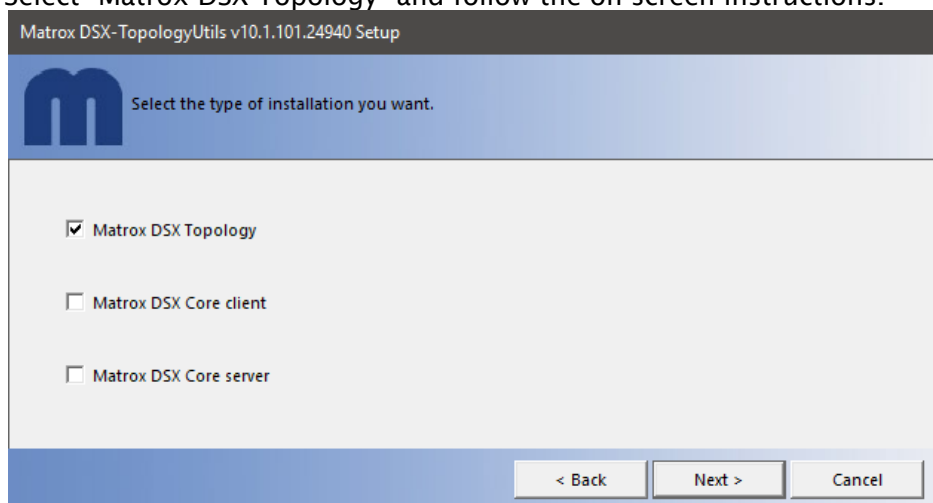 Select "Matrox DSX Topology" and follow the on-screen instructions.
Matrox DSX-TopologyUtils v10.1.101.24940 Setup
m
Select the type of installation you want.
Matrox DSX Topology
Matrox DSX Core client
Matrox DSX Core server
< Back
Next >
Cancel